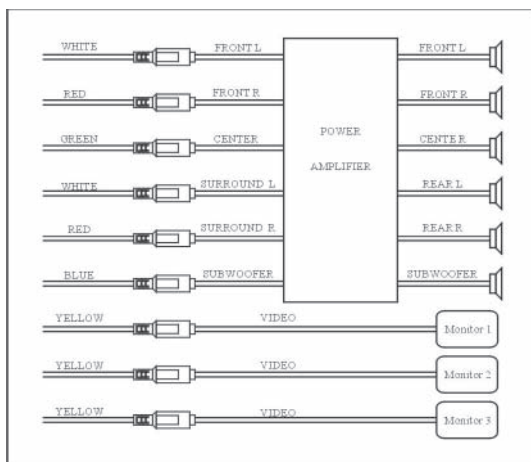 WHITE FRONT L FRONT L
RED FRONT R FRONT R
GREEN CENTER CENTER
POWER
AMPLIFIER
WHITE SURROUND L REAR L
RED SURROUND R REAR R
BLUE SUBWOOFER SUBWOOFER
YELLOW VIDEO Monitor 1
YELLOW VIDEO Monitor 2
YELLOW VIDEO Monitor 3